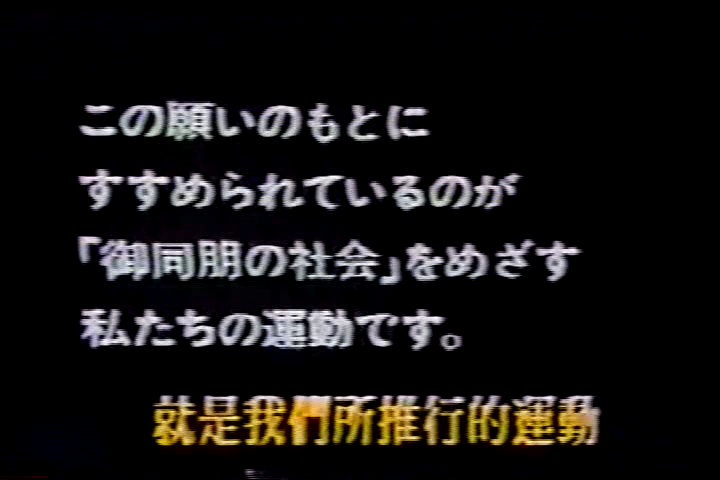 この願いのもとに
すすめられているのが
「御同朋の社会」をめざす
私たちの運動です。
就是我們所推行的運動